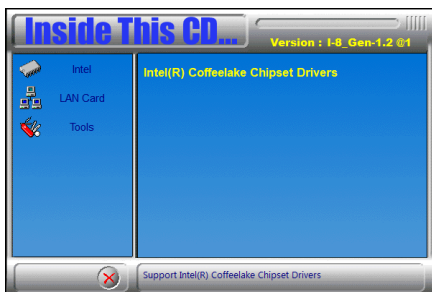 Inside This CD...
Version : I-8_Gen-1.2 @1
Intel
LAN Card
Tools
Intel(R) Coffeelake Chipset Drivers
Support Intel(R) Coffeelake Chipset Drivers